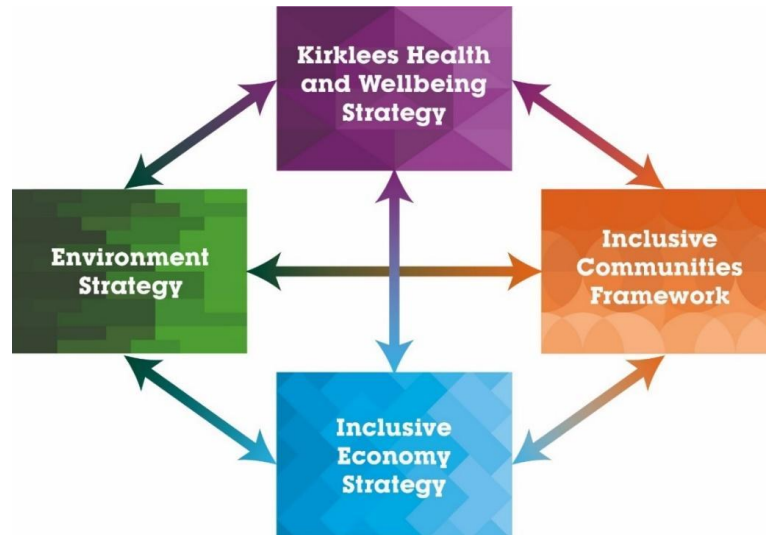 Kirklees Health
and Wellbeing
Strategy
Environment
Strategy
Inclusive
Communities
Framework
Inclusive
Economy
Strategy